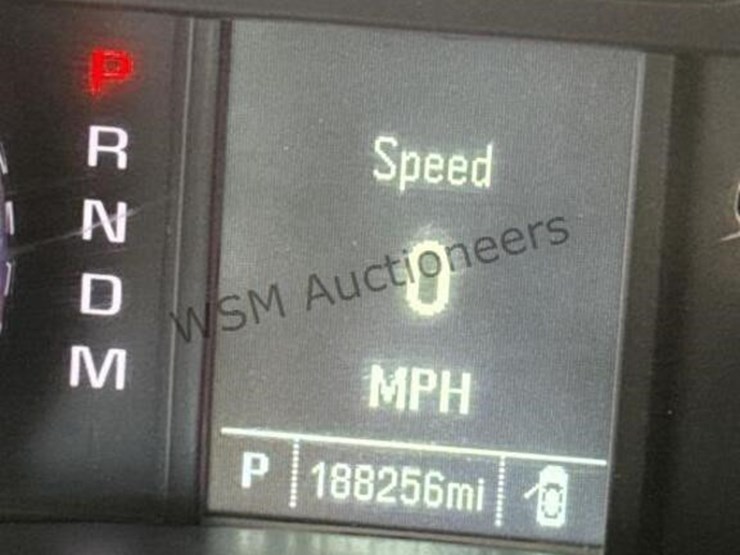 P
R
N
D
M
Speed
0
MPH
P 188256mi
WSM Auctioneers